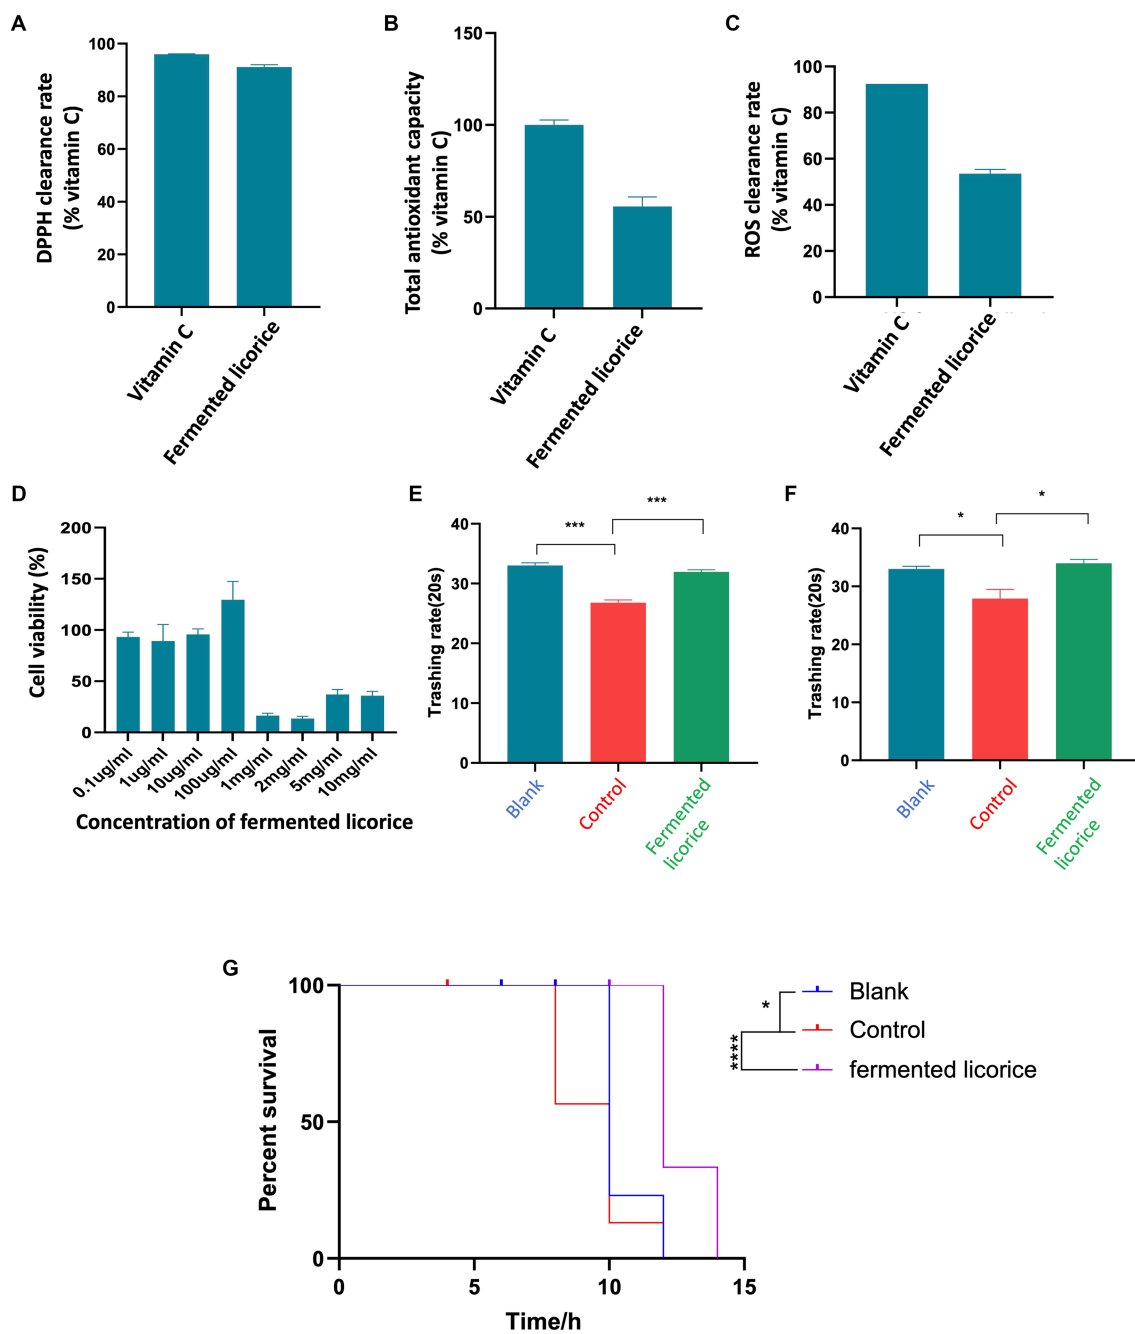 A
DPPH clearance rate
(% vitamin C)
100
80
60
40
20
0
Vitamin C
Fermented licorice
B
Total antioxidant capacity
(% vitamin C)
150
100
50
0
Vitamin C
Fermented licorice
C
ROS clearance rate
(% vitamin C)
100
80
60
40
20
0
Vitamin C
Fermented licorice
D
Cell viability (%)
200
150
100
50
0
0.1ug/ml
1ug/ml
10ug/ml
100ug/ml
1mg/ml
2mg/ml
5mg/ml
10mg/ml
Concentration of fermented licorice
E
Trashing rate(20s)
40
30
20
10
0
***
***
Blank
Control
Fermented
licorice
F
Trashing rate(20s)
40
30
20
10
0
*
*
Blank
Control
Fermented
licorice
G
Percent survival
100
50
0
0
5
10
15
Time/h
*
****
Blank
Control
fermented licorice